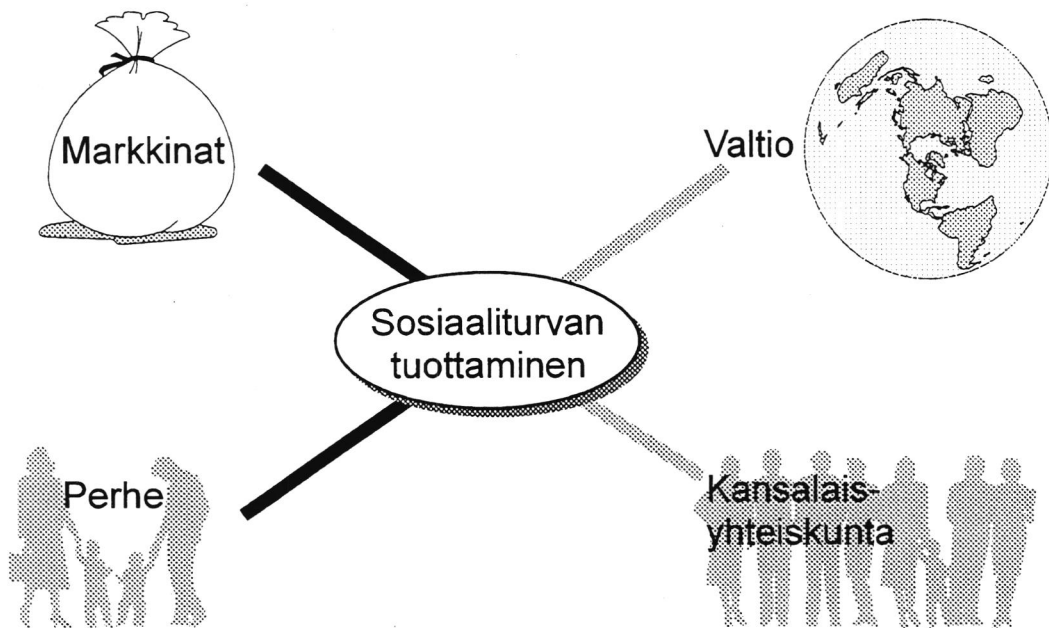 Markkinat
Valtio
Sosiaaliturvan
tuottaminen
Perhe
Kansalais-
yhteiskunta